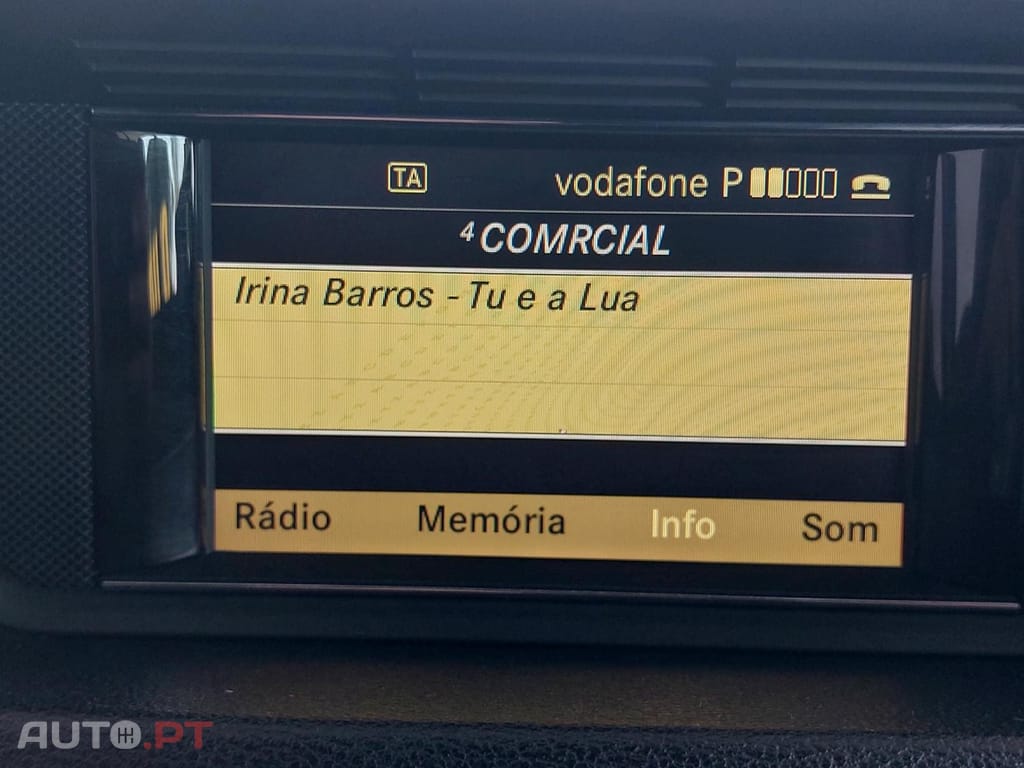 TA vodafone P
4 COMRCIAL
Irina Barros - Tu e a Lua
Rádio Memória Info Som
AUTO.PT